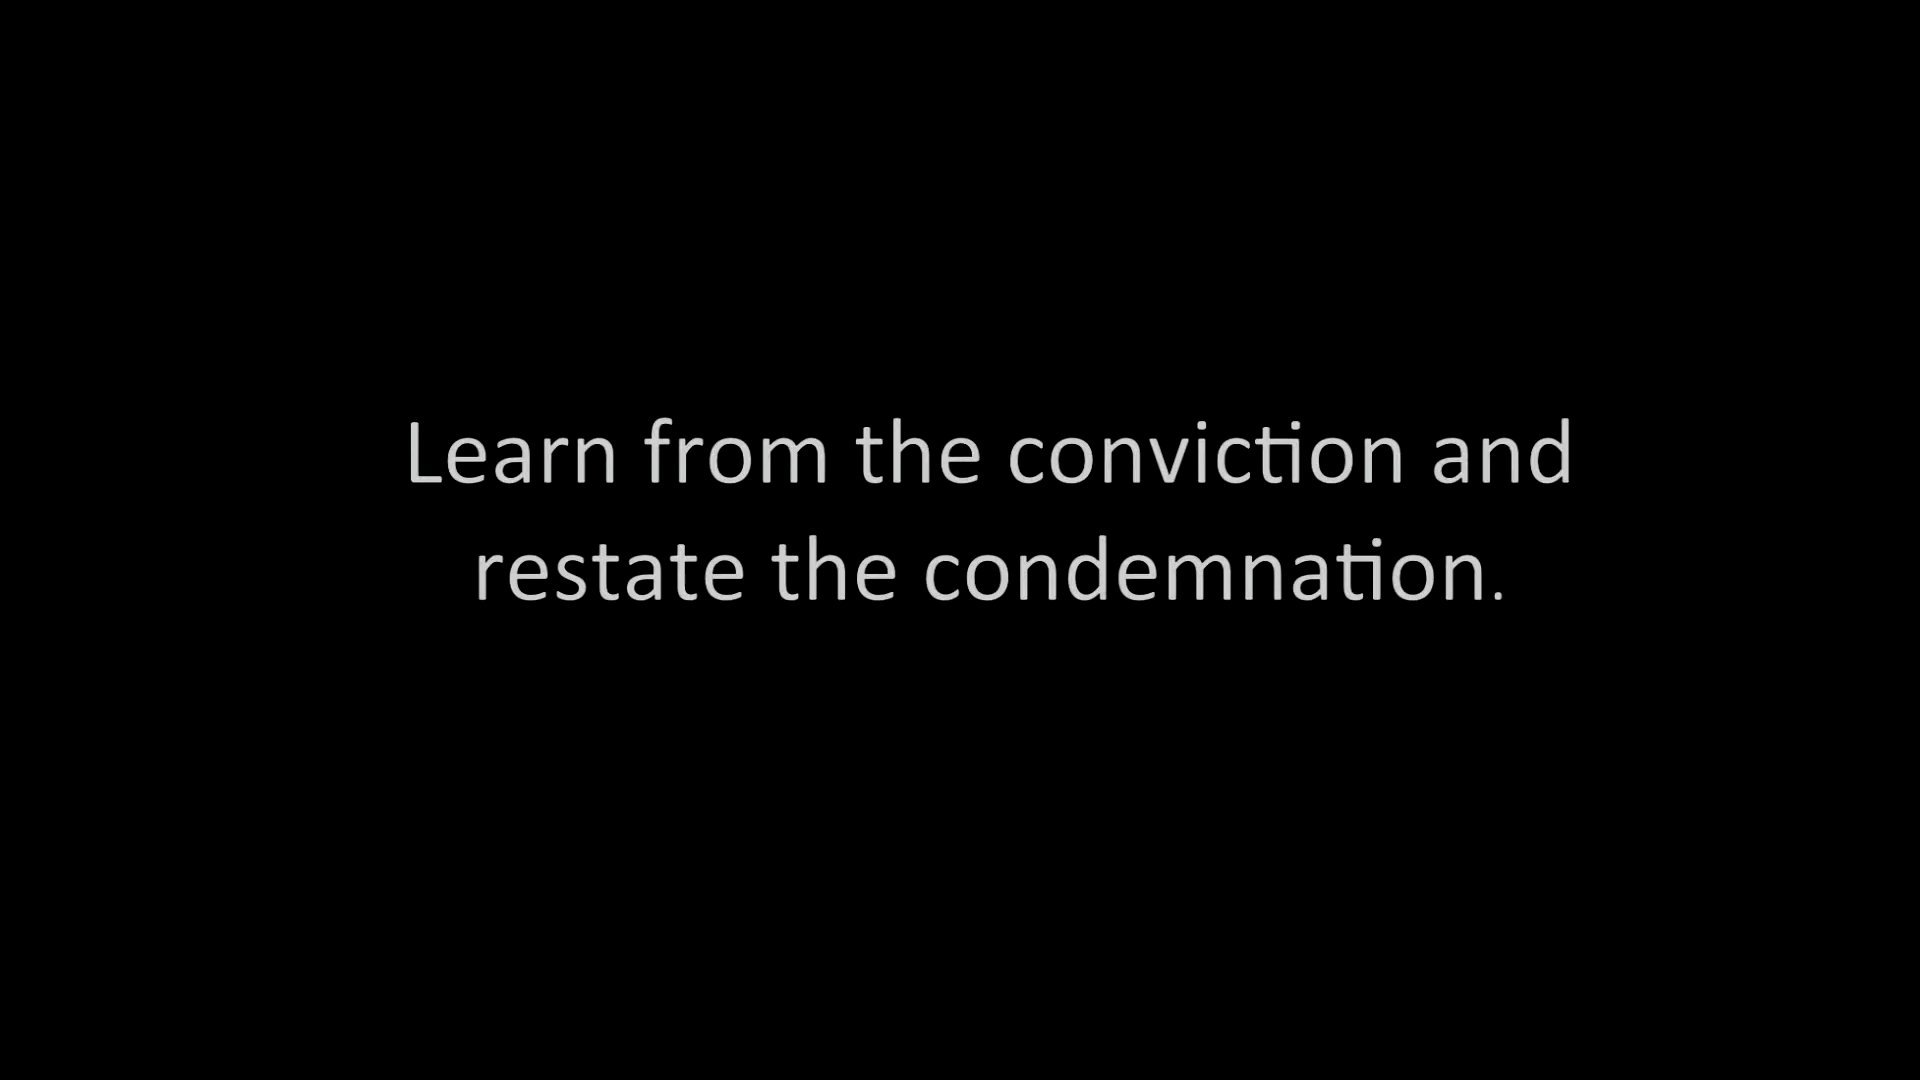 Learn from the conviction and
restate the condemnation.